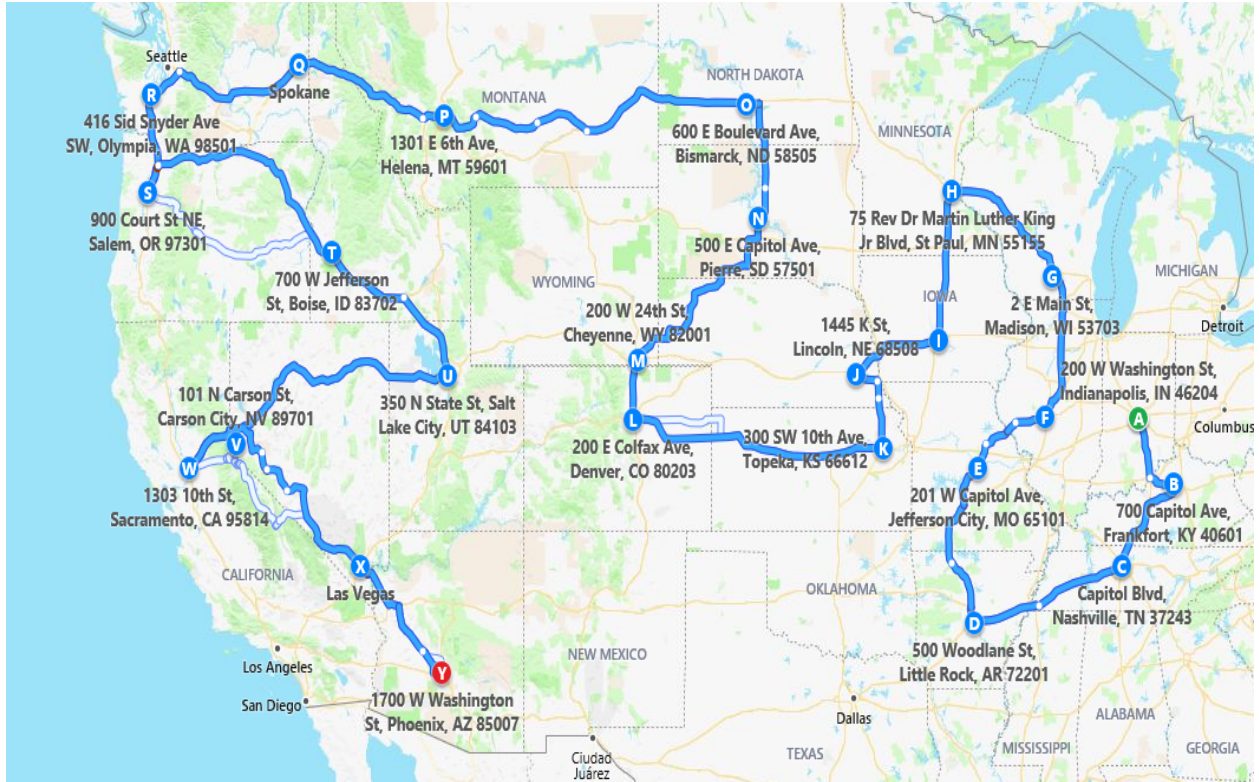 Seattle
Q
Spokane
R
416 Sid Snyder Ave
SW, Olympia, WA 98501
S
900 Court St NE,
Salem, OR 97301
MONTANA
P
1301 E 6th Ave,
Helena, MT 59601
NORTH DAKOTA
O
600 E Boulevard Ave,
Bismarck, ND 58505
MINNESOTA
N
500 E Capitol Ave,
Pierre, SD 57501
H
75 Rev Dr Martin Luther King
Jr Blvd, St Paul, MN 55155
T
700 W Jefferson
St, Boise, ID 83702
WYOMING
200 W 24th St,
Cheyenne, WY 82001
M
IOWA
I
1445 K St,
Lincoln, NE 68508
J
G
2 E Main St,
Madison, WI 53703
MICHIGAN
Detroit
200 W Washington St,
Indianapolis, IN 46204
A
Columbus
101 N Carson St,
Carson City, NV 89701
V
U
350 N State St, Salt
Lake City, UT 84103
L
200 E Colfax Ave,
Denver, CO 80203
300 SW 10th Ave,
Topeka, KS 66612
K
F
E
201 W Capitol Ave,
Jefferson City, MO 65101
B
700 Capitol Ave,
Frankfort, KY 40601
W
1303 10th St,
Sacramento, CA 95814
CALIFORNIA
X
Las Vegas
OKLAHOMA
C
Capitol Blvd,
Nashville, TN 37243
D
500 Woodlane St,
Little Rock, AR 72201
Los Angeles
San Diego
Y
1700 W Washington
St, Phoenix, AZ 85007
NEW MEXICO
Ciudad
Juárez
Dallas
TEXAS
MISSISSIPPI
ALABAMA
GEORGIA